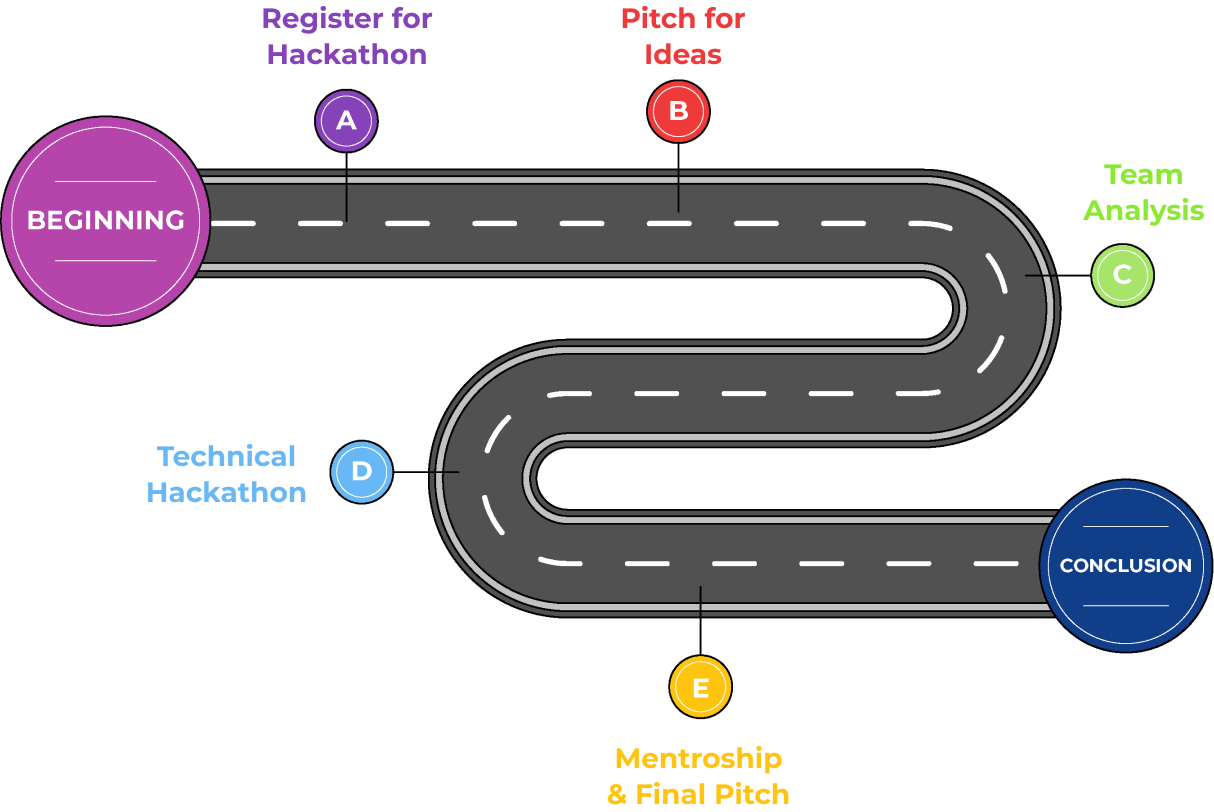 Register for
Hackathon
A
Pitch for
Ideas
B
BEGINNING
Team
Analysis
C
Technical
Hackathon
D
CONCLUSION
E
Mentroship
& Final Pitch